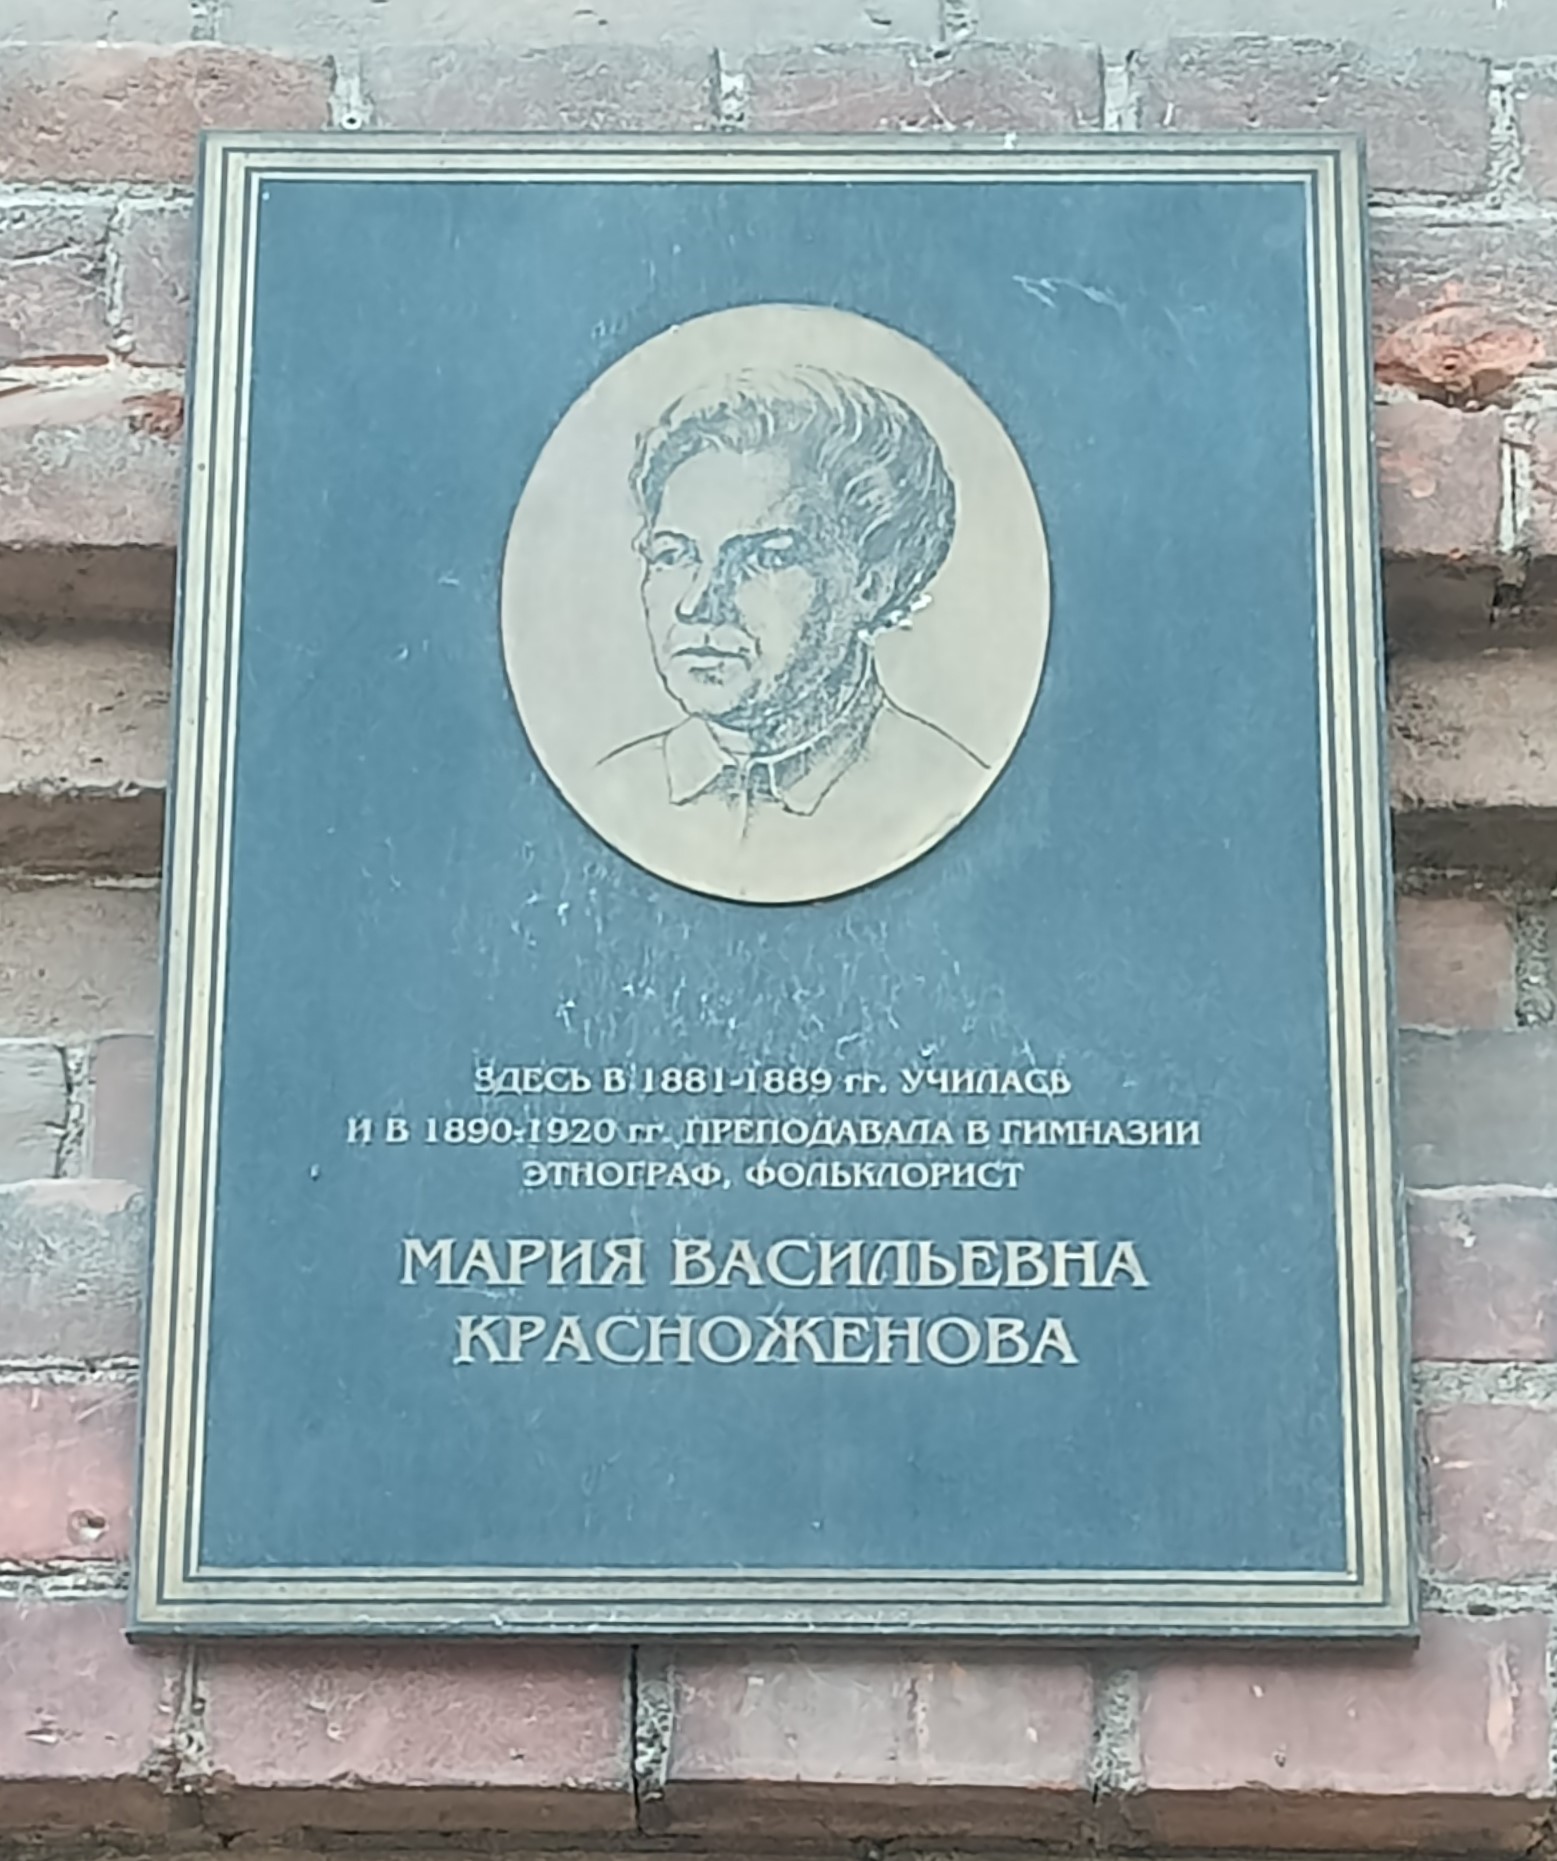 ЗДЕСЬ В 1881-1889 гг. УЧИЛАСЬ
И В 1890-1920 гг. ПРЕПОДАВАЛА В ГИМНАЗИИ
ЭТНОГРАФ, ФОЛЬКЛОРИСТ
МАРИЯ ВАСИЛЬЕВНА
КРАСНОЖЕНОВА